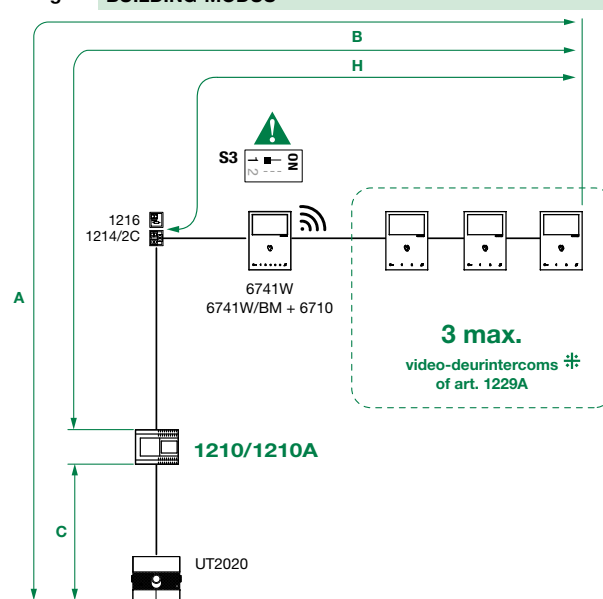 BUILDING MODUS
B
H
S3
ON
1
2
1216
1214/2C
6741W
6741W/BM + 6710
A
3 max.
video-deurintercoms
of art. 1229A
1210/1210A
C
UT2020